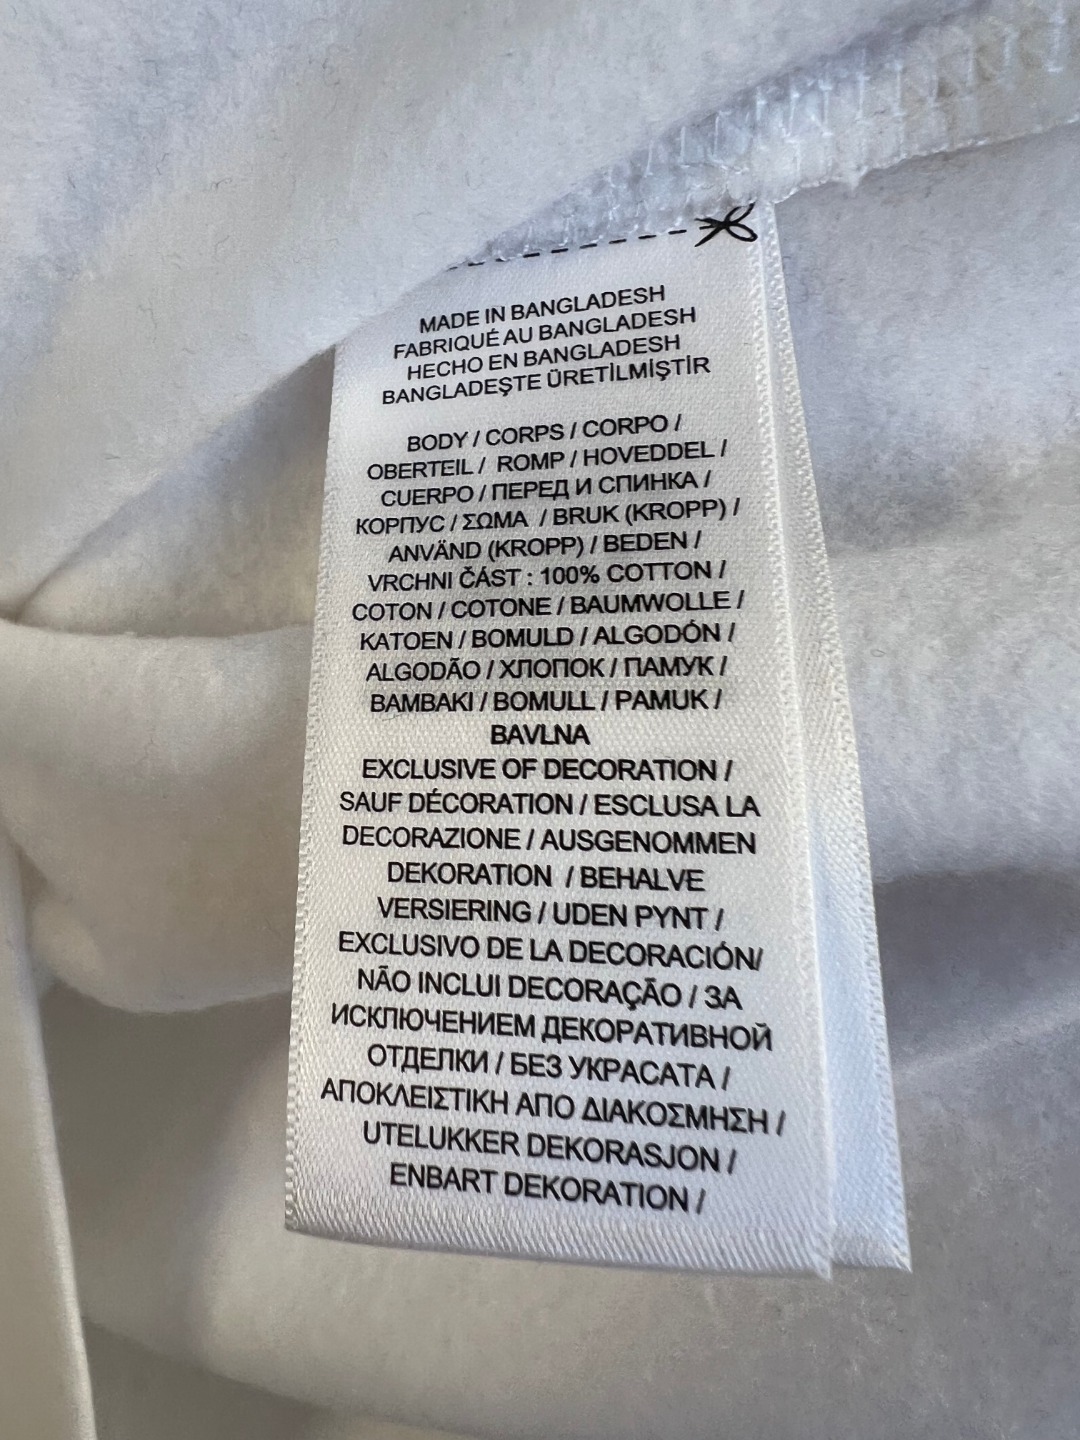 MADE IN BANGLADESH
FABRIQUÉ AU BANGLADESH
HECHO EN BANGLADESH
BANGLADEŞTE ÜRETİLMİŞTİR
BODY / CORPS / CORPO /
OBERTEIL / ROMP / HOVEDDEL /
CUERPO / ПЕРЕД И СПИНКА /
КОРПУС / ΣΩΜΑ / BRUK (KROPP) /
ANVÄND (KROPP) / BEDEN /
VRCHNI ČÁST : 100% COTTON /
COTON / COTONE / BAUMWOLLE /
KATOEN / BOMULD / ALGODÓN /
ALGODÃO / ХЛОПОК / ПАМУК /
BAMBAKI / BOMULL / PAMUK /
BAVLNA
EXCLUSIVE OF DECORATION /
SAUF DÉCORATION / ESCLUSA LA
DECORAZIONE / AUSGENOMMEN
DEKORATION / BEHALVE
VERSIERING / UDEN PYNT /
EXCLUSIVO DE LA DECORACIÓN/
NÃO INCLUI DECORAÇÃO / ЗА
ИСКЛЮЧЕНИЕМ ДЕКОРАТИВНОЙ
ОТДЕЛКИ / БЕЗ УКРАСАТА /
ΑΠΟΚΛΕΙΣΤΙΚΗ ΑΠΟ ΔΙΑΚΟΣΜΗΣΗ /
UTELUKKER DEKORASJON /
ENBART DEKORATION /